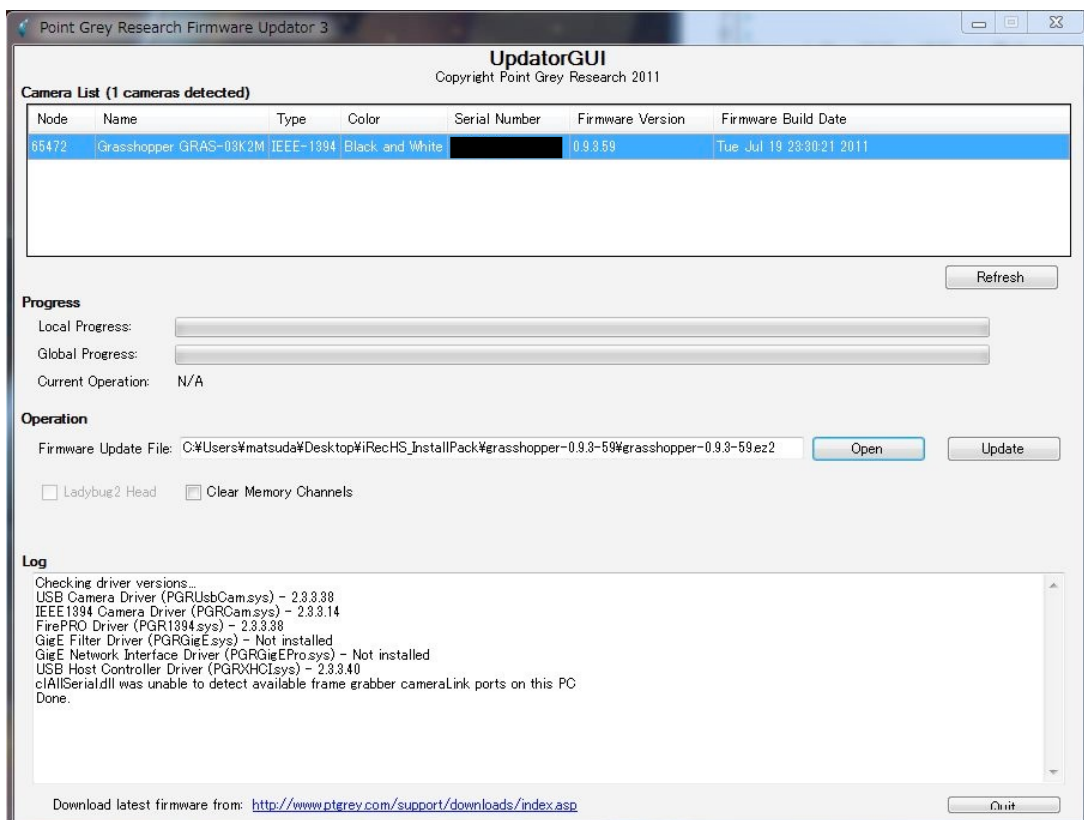 Point Grey Research Firmware Updator 3
UpdatorGUI
Copyright Point Grey Research 2011
Camera List (1 cameras detected)
Node Name Type Color Serial Number Firmware Version Firmware Build Date
65472 Grasshopper GRAS-03K2M IEEE-1394 Black and White 0.9.3.59 Tue Jul 19 23:30:21 2011
Refresh
Progress
Local Progress:
Global Progress:
Current Operation: N/A
Operation
Firmware Update File: C:¥Users¥matsuda¥Desktop¥iRecHS_InstallPack¥grasshopper-0.9.3-59¥grasshopper-0.9.3-59.ez2 Open Update
Ladybug2 Head Clear Memory Channels
Log
Checking driver versions...
USB Camera Driver (PGRUsbCam.sys) - 2.3.3.38
IEEE1394 Camera Driver (PGRCam.sys) - 2.3.3.14
FirePRO Driver (PGR1394.sys) - 2.3.3.38
GigE Filter Driver (PGRGigE.sys) - Not installed
GigE Network Interface Driver (PGRGigEPro.sys) - Not installed
USB Host Controller Driver (PGRXHCI.sys) - 2.3.3.40
clAllSerial.dll was unable to detect available frame grabber cameraLink ports on this PC
Done.
Download latest firmware from: http://www.ptgrey.com/support/downloads/index.asp Quit